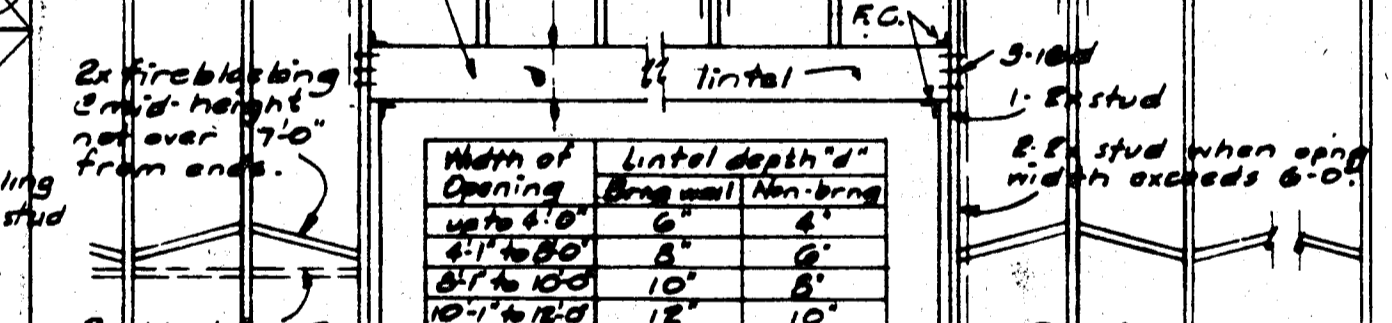 F.C.
2x fireblocking
@ mid-height
not over 7'-0"
from ends.
lintel
1-2x stud
2-2x stud when opng
width exceeds 6'-0".
ling
stud
Width of Opening | Lintel depth "d"
Brng wall | Non-brng
up to 4'-0" | 6" | 4"
4'-1" to 8'-0" | 8" | 6"
8'-1" to 10'-0" | 10" | 8"
10'-1" to 12'-0" | 12" | 10"